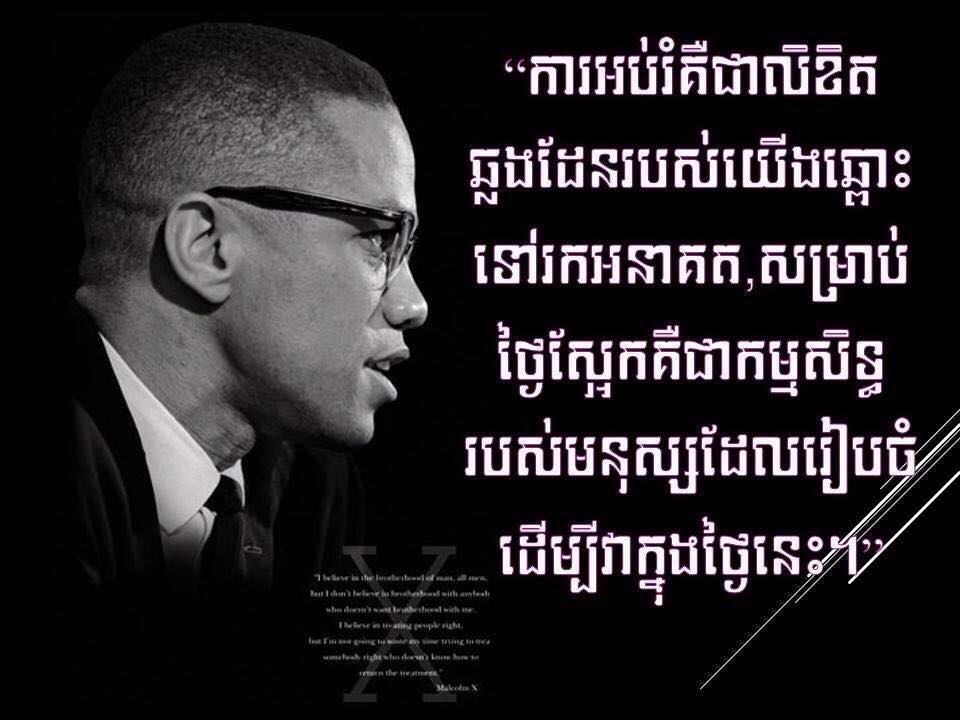 “ការអប់រំគឺជាលិខិត
ឆ្លងដែនរបស់យើងឆ្ពោះ
ទៅរកអនាគត,សម្រាប់
ថ្ងៃស្អែកគឺជាកម្មសិទ្ធ
របស់មនុស្សដែលរៀបចំ
ដើម្បីវាក្នុងថ្ងៃនេះ។”
X
"I believe in the brotherhood of man, all men,
but I don't believe in brotherhood with anybody
who doesn't want brotherhood with me.
I believe in treating people right,
but I'm not going to waste my time trying to trea
somebody right who doesn't know how to
return the treatment."
Malcolm X